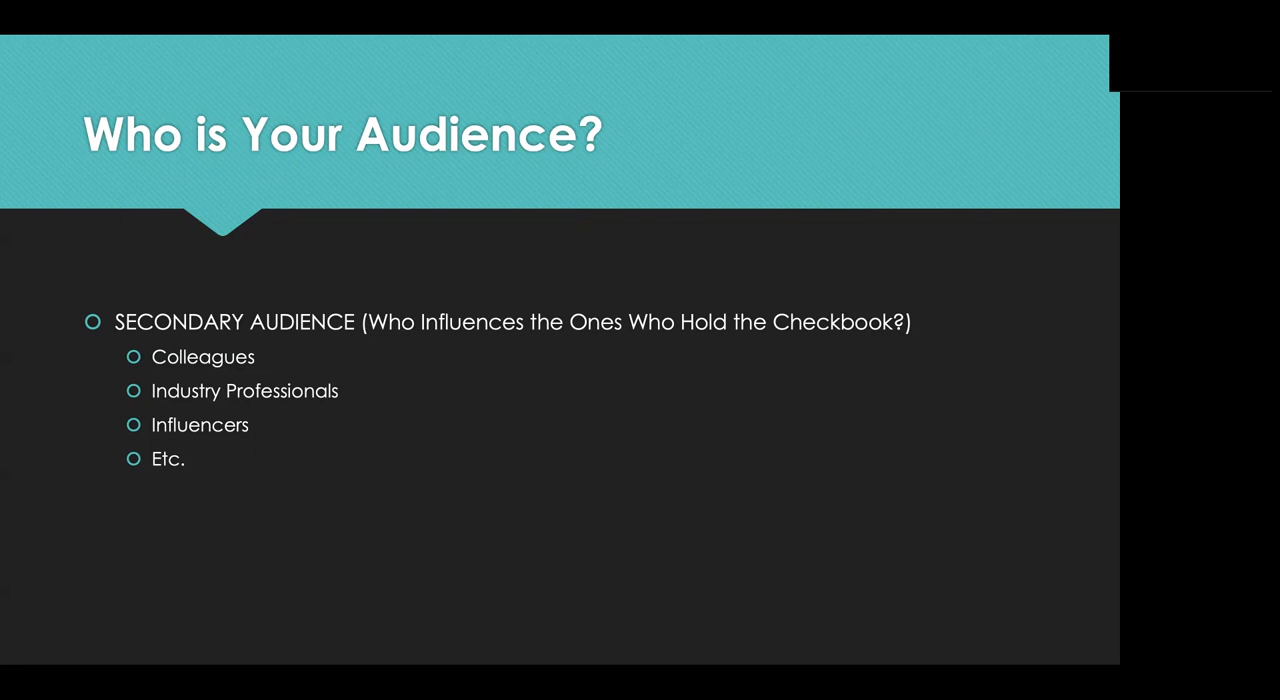 Who is Your Audience?
SECONDARY AUDIENCE (Who Influences the Ones Who Hold the Checkbook?)
Colleagues
Industry Professionals
Influencers
Etc.